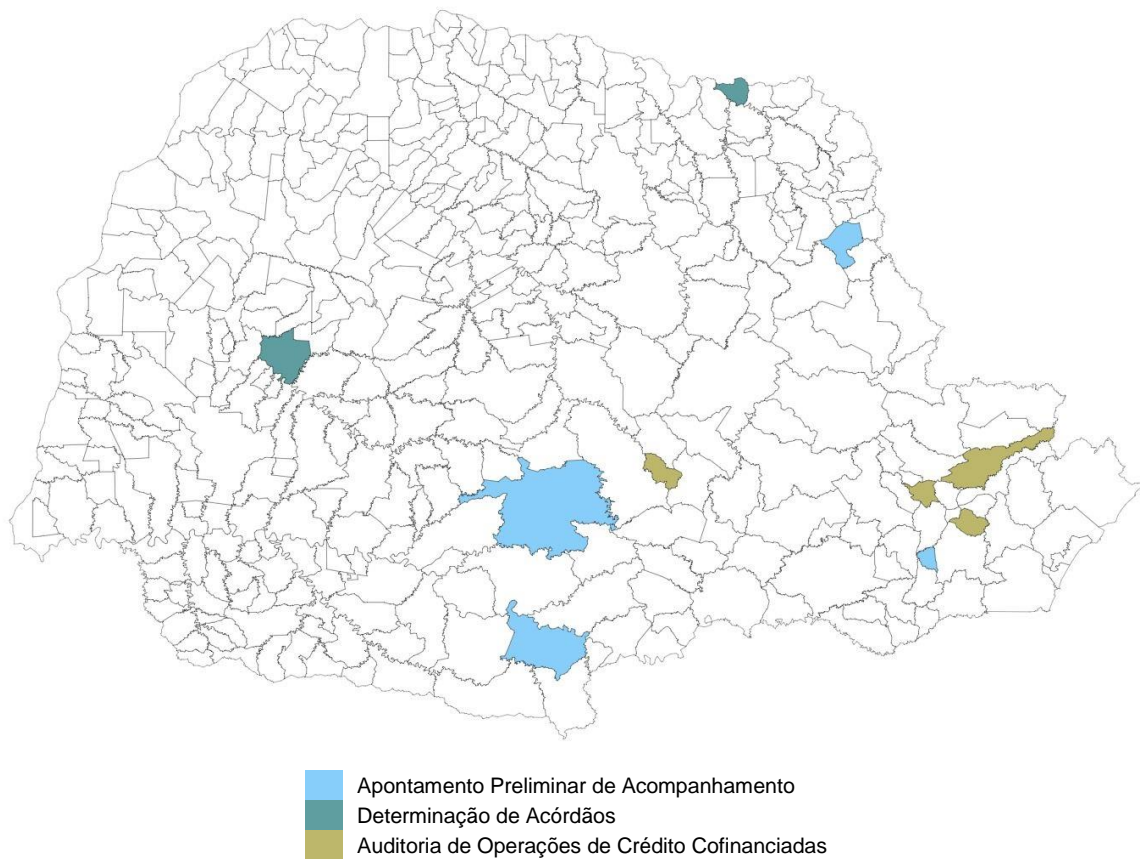 Apontamento Preliminar de Acompanhamento
Determinação de Acórdãos
Auditoria de Operações de Crédito Cofinanciadas